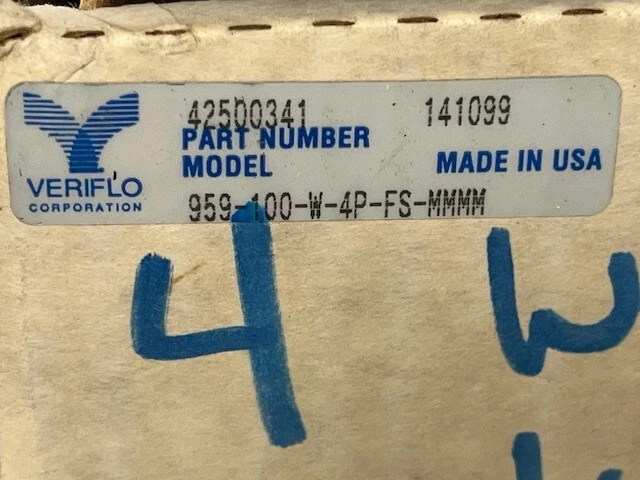 42500341 141099
PART NUMBER
MODEL MADE IN USA
VERIFLO
CORPORATION
959-100-W-4P-FS-MMMM
4